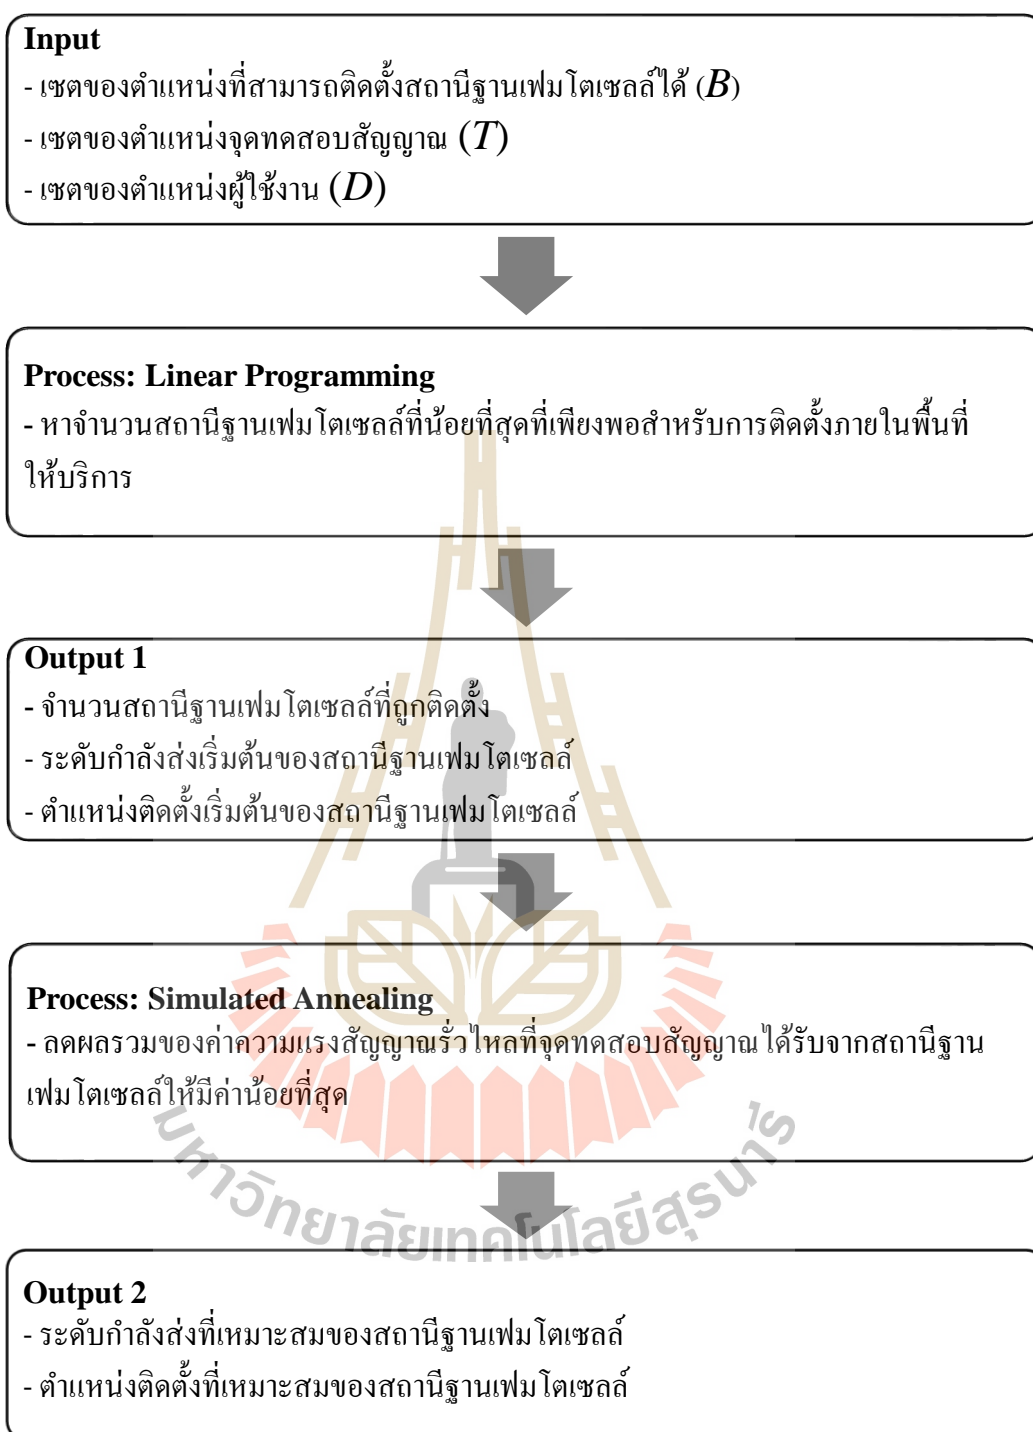 Input
- เซตของตำแหน่งที่สามารถติดตั้งสถานีฐานเฟมโตเซลล์ได้ (B)
- เซตของตำแหน่งจุดทดสอบสัญญาณ (T)
- เซตของตำแหน่งผู้ใช้งาน (D)
Process: Linear Programming
- หาจำนวนสถานีฐานเฟมโตเซลล์ที่น้อยที่สุดที่เพียงพอสำหรับการติดตั้งภายในพื้นที่
ให้บริการ
Output 1
- จำนวนสถานีฐานเฟมโตเซลล์ที่ถูกติดตั้ง
- ระดับกำลังส่งเริ่มต้นของสถานีฐานเฟมโตเซลล์
- ตำแหน่งติดตั้งเริ่มต้นของสถานีฐานเฟมโตเซลล์
Process: Simulated Annealing
- ลดผลรวมของค่าความแรงสัญญาณรั่วไหลที่จุดทดสอบสัญญาณได้รับจากสถานีฐาน
เฟมโตเซลล์ให้มีค่าน้อยที่สุด
มหาวิทยาลัยเทคโนโลยีสุรนารี
Output 2
- ระดับกำลังส่งที่เหมาะสมของสถานีฐานเฟมโตเซลล์
- ตำแหน่งติดตั้งที่เหมาะสมของสถานีฐานเฟมโตเซลล์